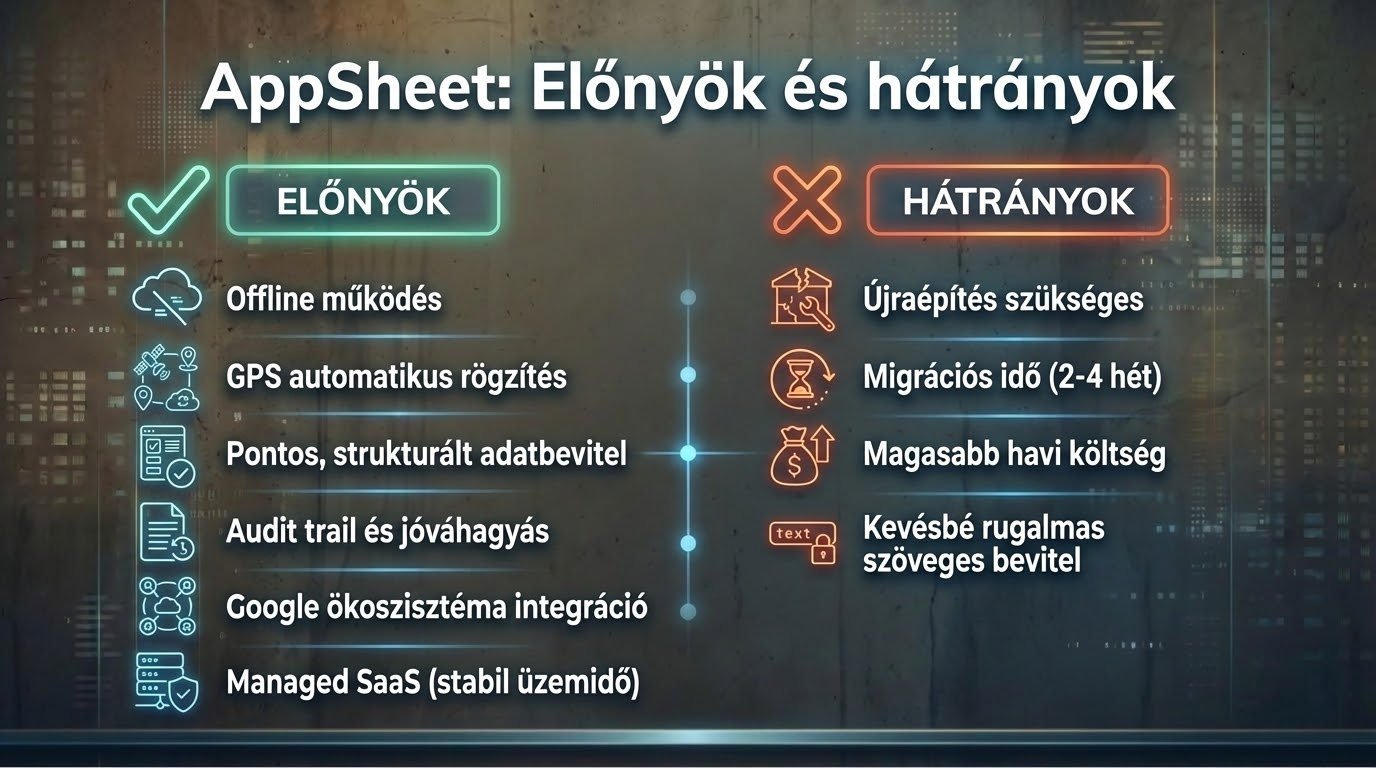 AppSheet: Előnyök és hátrányok
ELŐNYÖK
Offline működés
GPS automatikus rögzítés
Pontos, strukturált adatbevitel
Audit trail és jóváhagyás
Google ökoszisztéma integráció
Managed SaaS (stabil üzemidő)
HÁTRÁNYOK
Újraépítés szükséges
Migrációs idő (2-4 hét)
$
Magasabb havi költség
text
Kevésbé rugalmas
szöveges bevitel